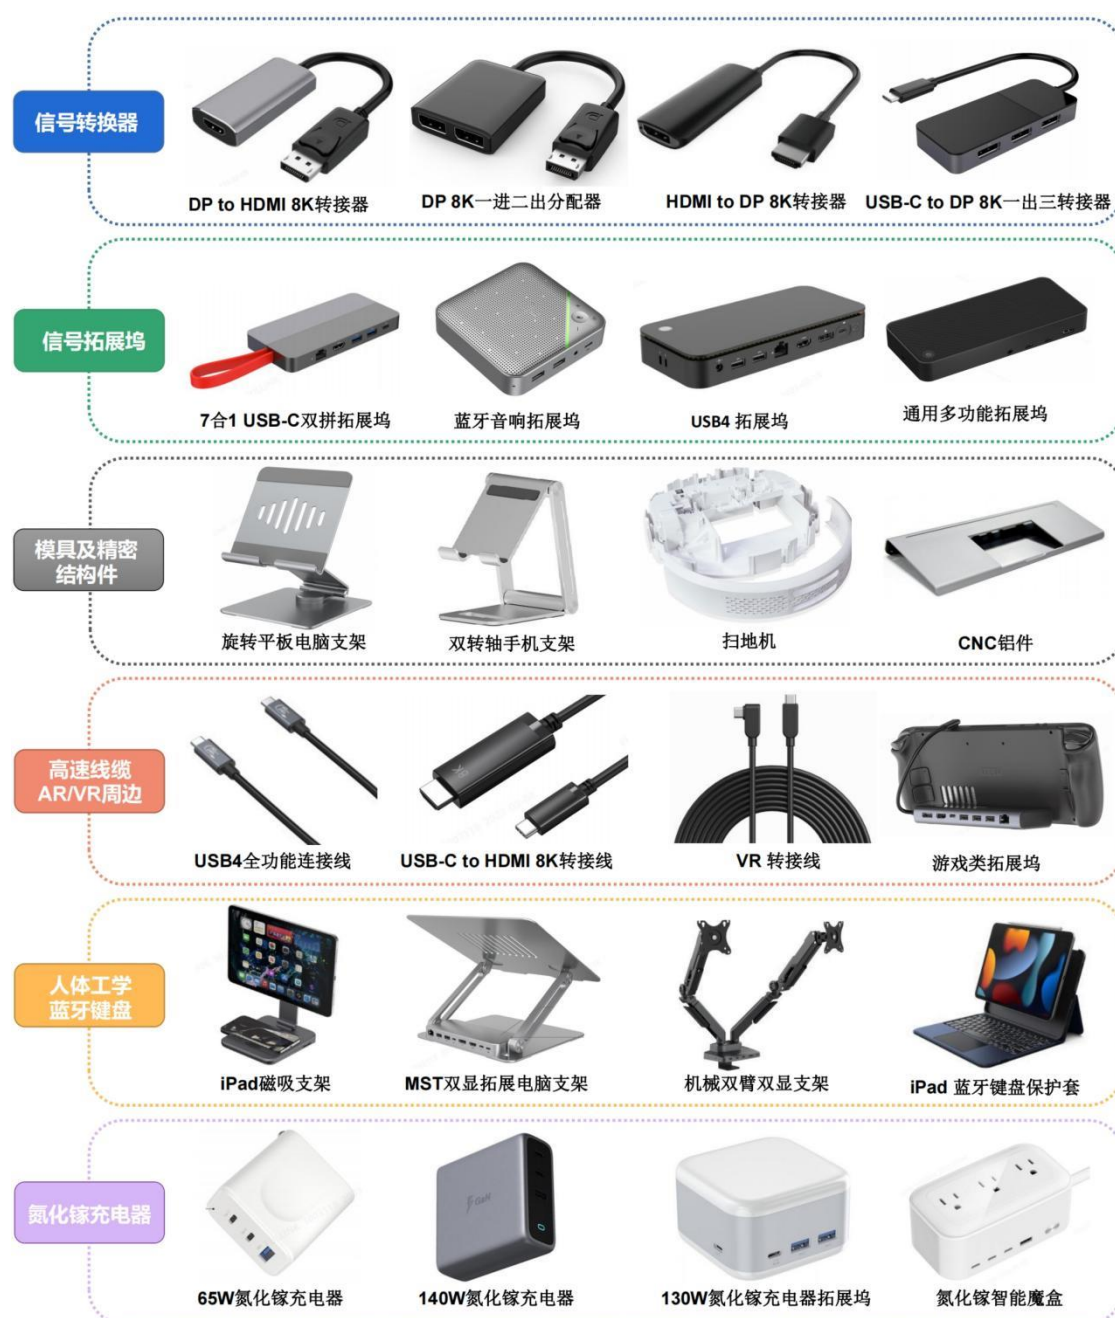 信号转换器
DP to HDMI 8K转接器
DP 8K一进二出分配器
HDMI to DP 8K转接器
USB-C to DP 8K一出三转接器
信号拓展坞
7合1 USB-C双拼拓展坞
蓝牙音响拓展坞
USB4 拓展坞
通用多功能拓展坞
模具及精密
结构件
旋转平板电脑支架
双转轴手机支架
扫地机
CNC铝件
高速线缆
AR/VR周边
USB4全功能连接线
USB-C to HDMI 8K转接线
VR 转接线
游戏类拓展坞
人体工学
蓝牙键盘
iPad磁吸支架
MST双显拓展电脑支架
机械双臂双显支架
iPad 蓝牙键盘保护套
氮化镓充电器
GaN
65W氮化镓充电器
140W氮化镓充电器
130W氮化镓充电器拓展坞
氮化镓智能魔盒